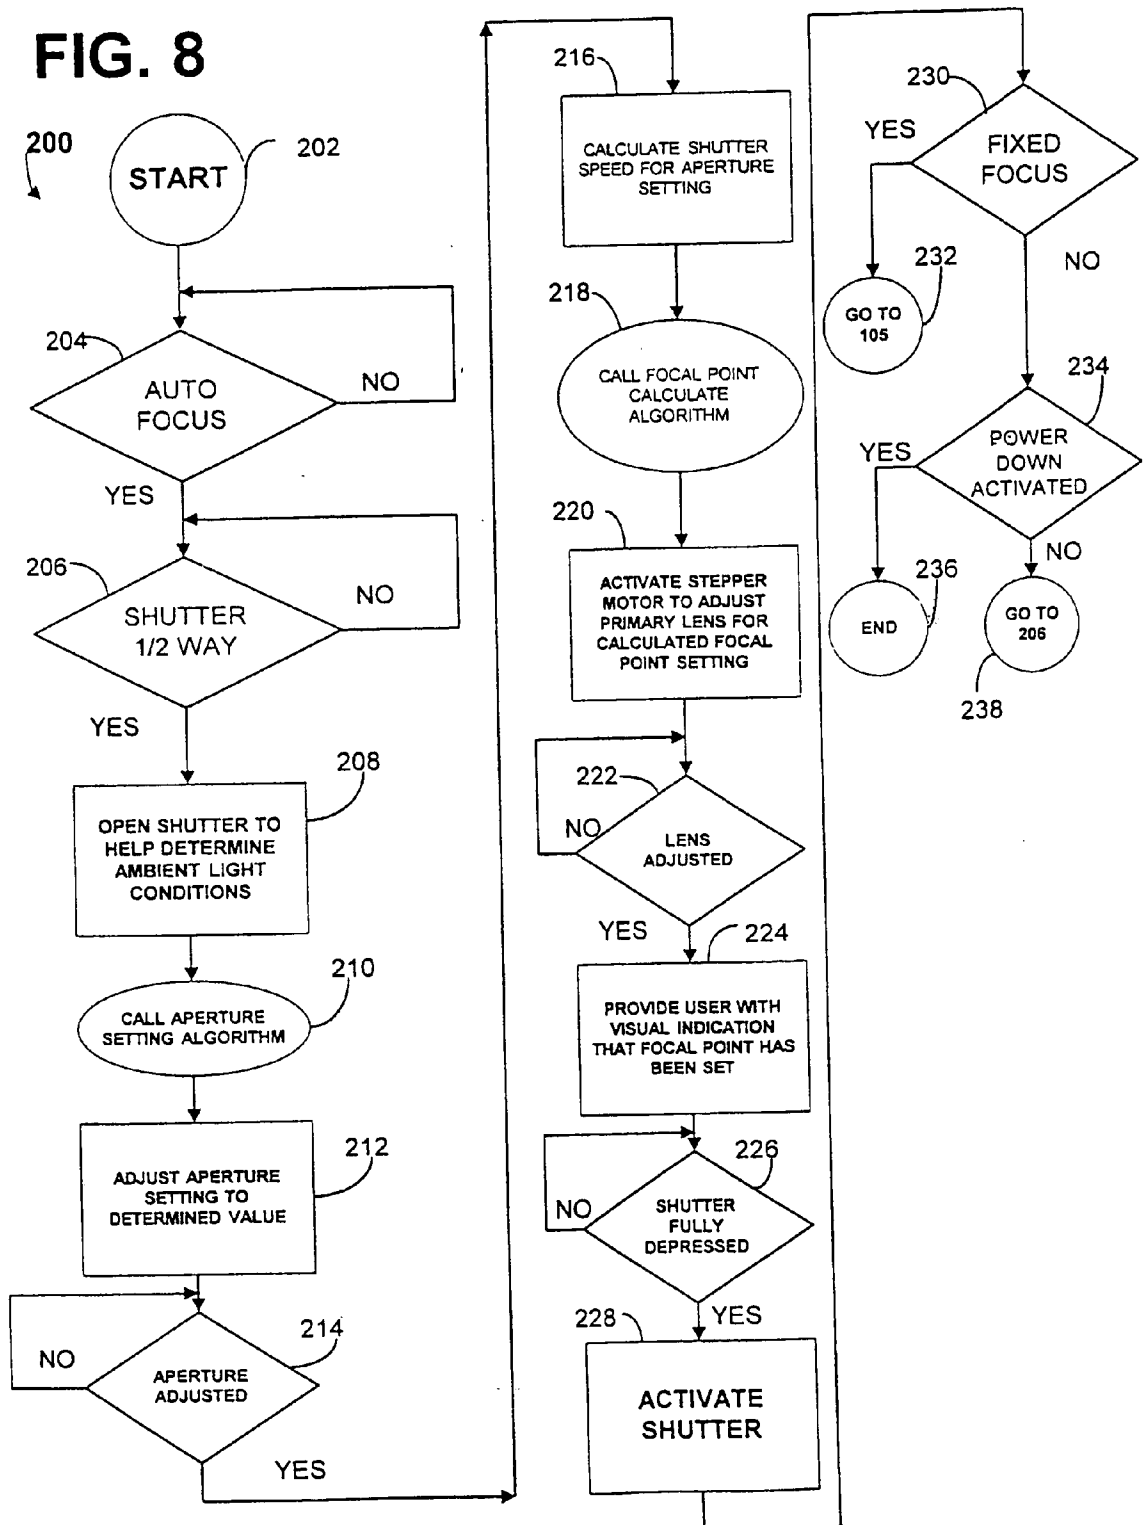 FIG. 8
200
START
202
204
AUTO
FOCUS
NO
YES
206
SHUTTER
1/2 WAY
NO
YES
208
OPEN SHUTTER TO
HELP DETERMINE
AMBIENT LIGHT
CONDITIONS
210
CALL APERTURE
SETTING ALGORITHM
212
ADJUST APERTURE
SETTING TO
DETERMINED VALUE
214
NO
APERTURE
ADJUSTED
YES
216
CALCULATE SHUTTER
SPEED FOR APERTURE
SETTING
218
CALL FOCAL POINT
CALCULATE
ALGORITHM
220
ACTIVATE STEPPER
MOTOR TO ADJUST
PRIMARY LENS FOR
CALCULATED FOCAL
POINT SETTING
222
NO
LENS
ADJUSTED
YES
224
PROVIDE USER WITH
VISUAL INDICATION
THAT FOCAL POINT HAS
BEEN SET
226
NO
SHUTTER
FULLY
DEPRESSED
YES
228
ACTIVATE
SHUTTER
230
YES
FIXED
FOCUS
NO
232
GO TO
105
234
YES
POWER
DOWN
ACTIVATED
NO
236
END
GO TO
206
238